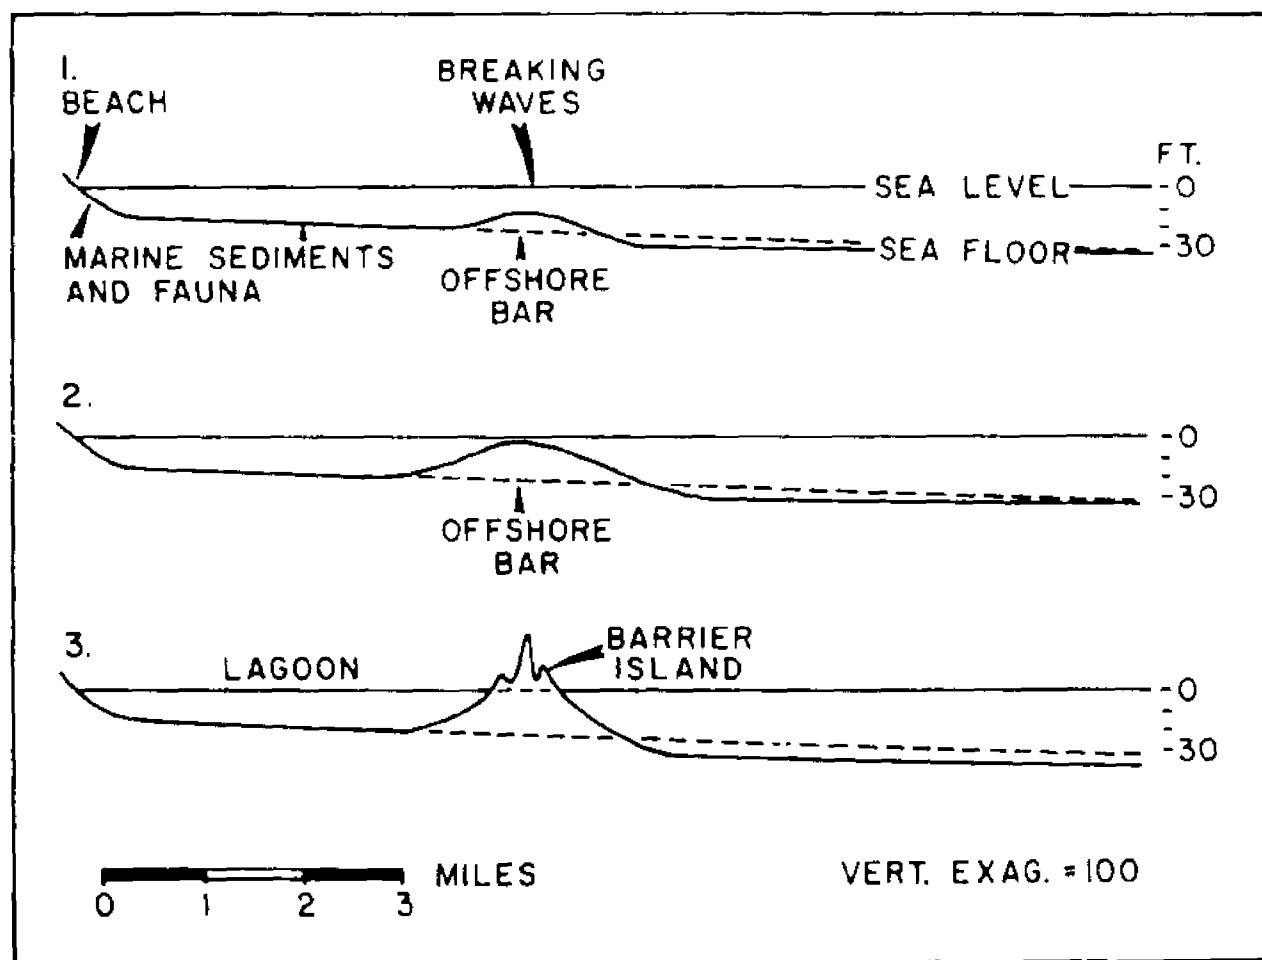 1.
BEACH
BREAKING
WAVES
FT.
SEA LEVEL
-0
MARINE SEDIMENTS
AND FAUNA
OFFSHORE
BAR
SEA FLOOR
-30
2.
-0
OFFSHORE
BAR
-30
3.
LAGOON
BARRIER
ISLAND
-0
-30
MILES
0 1 2 3
VERT. EXAG. = 100